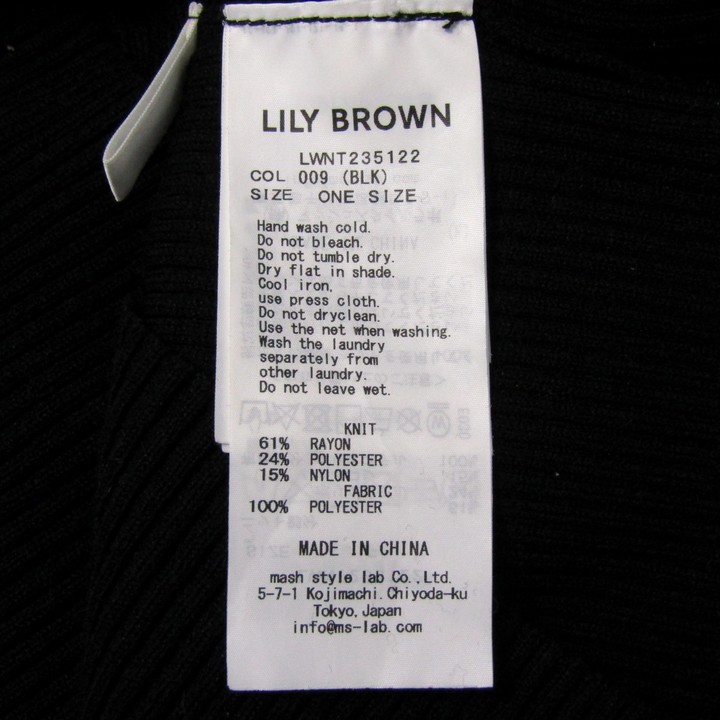 LILY BROWN
LWNT235122
COL 009 (BLK)
SIZE ONE SIZE
Hand wash cold.
Do not bleach.
Do not tumble dry.
Dry flat in shade.
Cool iron,
use press cloth.
Do not dryclean.
Use the net when washing.
Wash the laundry
separately from
other laundry.
Do not leave wet.
KNIT
61% RAYON
24% POLYESTER
15% NYLON
FABRIC
100% POLYESTER
MADE IN CHINA
mash style lab Co.,Ltd.
5-7-1 Kojimachi.Chiyoda-ku
Tokyo,Japan
info@ms-lab.com